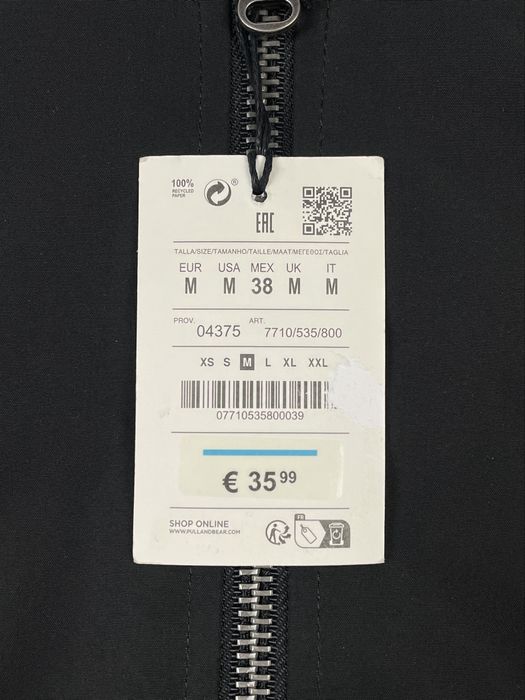 100%
RECYCLED
PAPER
®
EAC
TALLA/SIZE/TAMANHO/TAILLE/MAAT/ΜΕΓΕΘΟΣ/TAGLIA
EUR USA MEX UK IT
M M 38 M M
PROV. 04375 ART. 7710/535/800
XS S M L XL XXL
07710535800039
€ 35 99
SHOP ONLINE
WWW.PULLANDBEAR.COM
FR